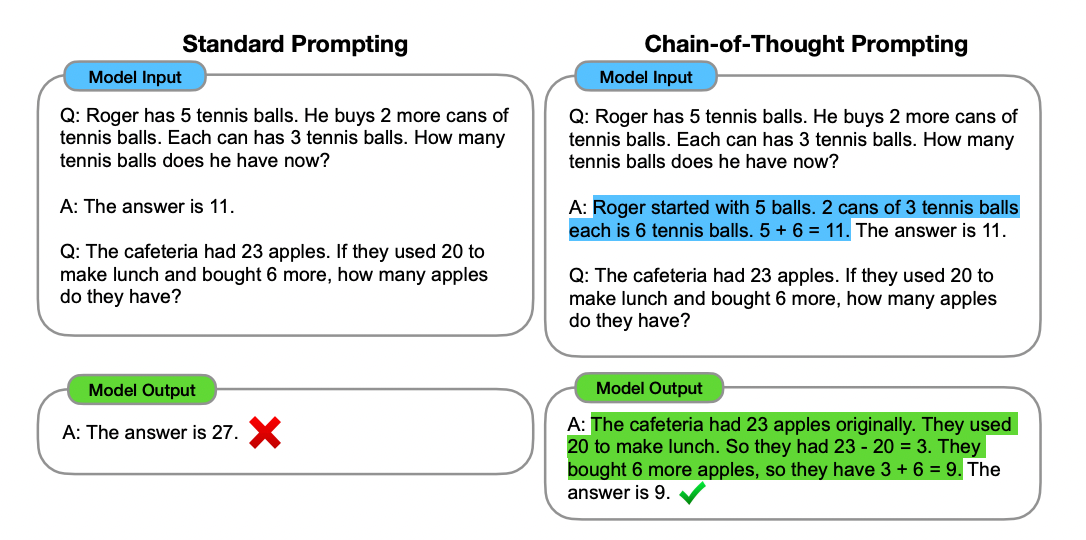 Standard Prompting
Model Input
Q: Roger has 5 tennis balls. He buys 2 more cans of
tennis balls. Each can has 3 tennis balls. How many
tennis balls does he have now?
A: The answer is 11.
Q: The cafeteria had 23 apples. If they used 20 to
make lunch and bought 6 more, how many apples
do they have?
Model Output
A: The answer is 27.
Chain-of-Thought Prompting
Model Input
Q: Roger has 5 tennis balls. He buys 2 more cans of
tennis balls. Each can has 3 tennis balls. How many
tennis balls does he have now?
A: Roger started with 5 balls. 2 cans of 3 tennis balls
each is 6 tennis balls. 5 + 6 = 11. The answer is 11.
Q: The cafeteria had 23 apples. If they used 20 to
make lunch and bought 6 more, how many apples
do they have?
Model Output
A: The cafeteria had 23 apples originally. They used
20 to make lunch. So they had 23 - 20 = 3. They
bought 6 more apples, so they have 3 + 6 = 9. The
answer is 9.